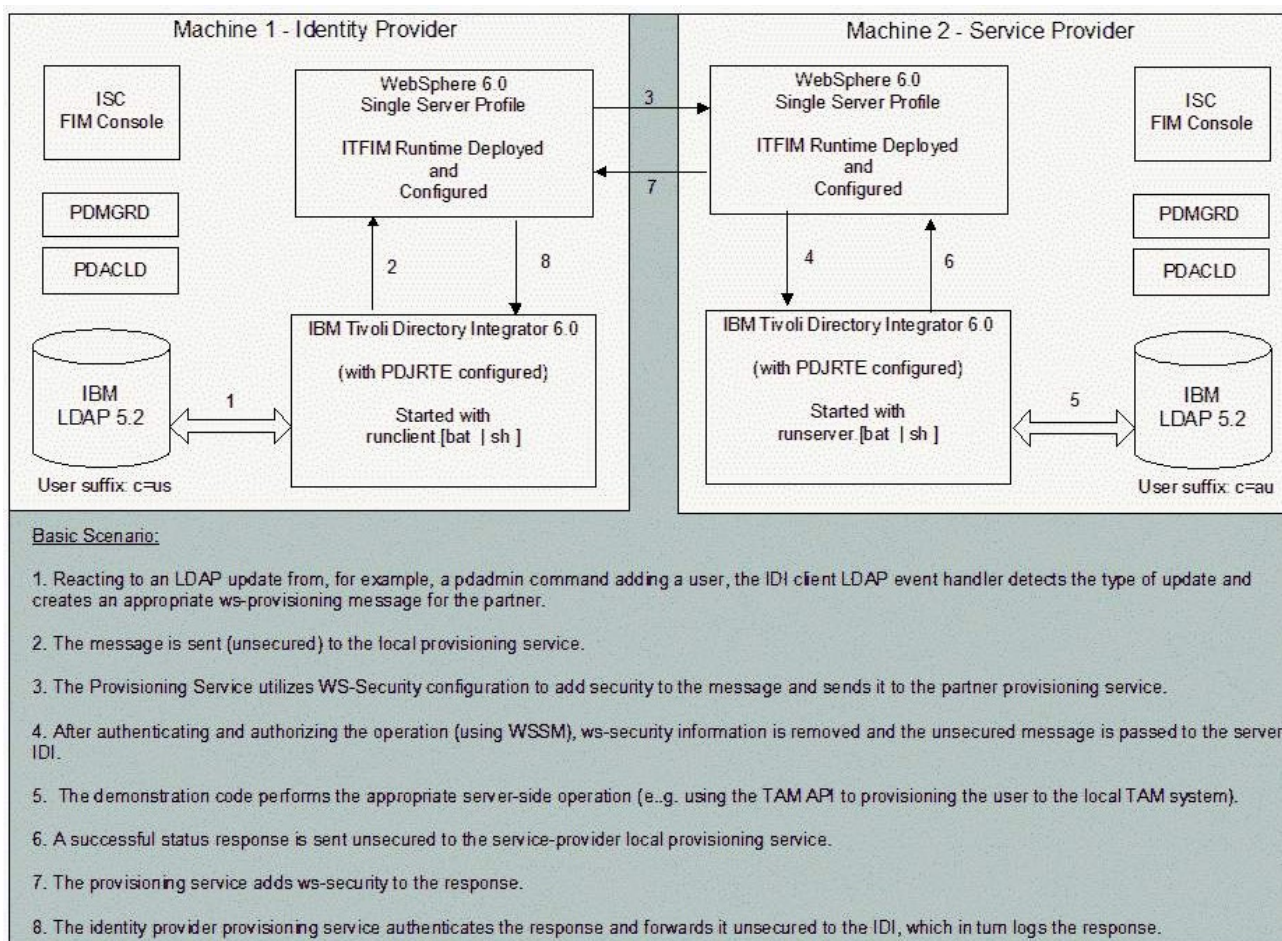 Machine 1 - Identity Provider
ISC
FIM Console
WebSphere 6.0
Single Server Profile
ITFIM Runtime Deployed
and
Configured
PDMGRD
PDACLD
2
8
IBM
LDAP 5.2
1
IBM Tivoli Directory Integrator 6.0
(with PDJRTE configured)
Started with
runclient.[bat | sh ]
User suffix: c=us
3
7
Machine 2 - Service Provider
WebSphere 6.0
Single Server Profile
ITFIM Runtime Deployed
and
Configured
ISC
FIM Console
PDMGRD
PDACLD
4
6
IBM Tivoli Directory Integrator 6.0
(with PDJRTE configured)
Started with
runserver.[bat | sh ]
5
IBM
LDAP 5.2
User suffix: c=au
Basic Scenario:
1. Reacting to an LDAP update from, for example, a pdadmin command adding a user, the IDI client LDAP event handler detects the type of update and
creates an appropriate ws-provisioning message for the partner.
2. The message is sent (unsecured) to the local provisioning service.
3. The Provisioning Service utilizes WS-Security configuration to add security to the message and sends it to the partner provisioning service.
4. After authenticating and authorizing the operation (using WSSM), ws-security information is removed and the unsecured message is passed to the server
IDI.
5. The demonstration code performs the appropriate server-side operation (e..g. using the TAM API to provisioning the user to the local TAM system).
6. A successful status response is sent unsecured to the service-provider local provisioning service.
7. The provisioning service adds ws-security to the response.
8. The identity provider provisioning service authenticates the response and forwards it unsecured to the IDI, which in turn logs the response.